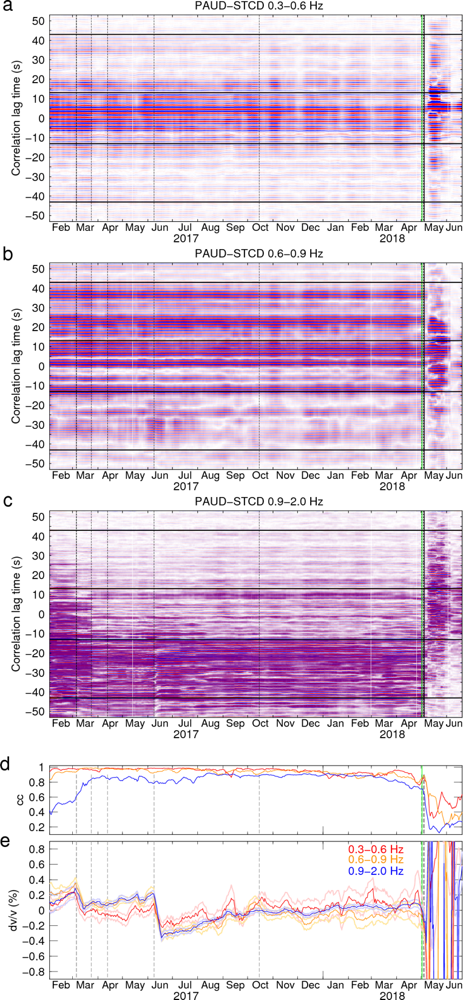 a
PAUD−STCD 0.3−0.6 Hz
Correlation lag time (s)
50
40
30
20
10
0
−10
−20
−30
−40
−50
Feb Mar Apr May Jun Jul Aug Sep Oct Nov Dec Jan Feb Mar Apr May Jun
2017 2018
b
PAUD−STCD 0.6−0.9 Hz
Correlation lag time (s)
50
40
30
20
10
0
−10
−20
−30
−40
−50
Feb Mar Apr May Jun Jul Aug Sep Oct Nov Dec Jan Feb Mar Apr May Jun
2017 2018
c
PAUD−STCD 0.9−2.0 Hz
Correlation lag time (s)
50
40
30
20
10
0
−10
−20
−30
−40
−50
Feb Mar Apr May Jun Jul Aug Sep Oct Nov Dec Jan Feb Mar Apr May Jun
2017 2018
d
cc
1
0.8
0.6
0.4
0.2
e
dv/v (%)
0.8
0.6
0.4
0.2
0
−0.2
−0.4
−0.6
−0.8
0.3−0.6 Hz
0.6−0.9 Hz
0.9−2.0 Hz
Feb Mar Apr May Jun Jul Aug Sep Oct Nov Dec Jan Feb Mar Apr May Jun
2017 2018